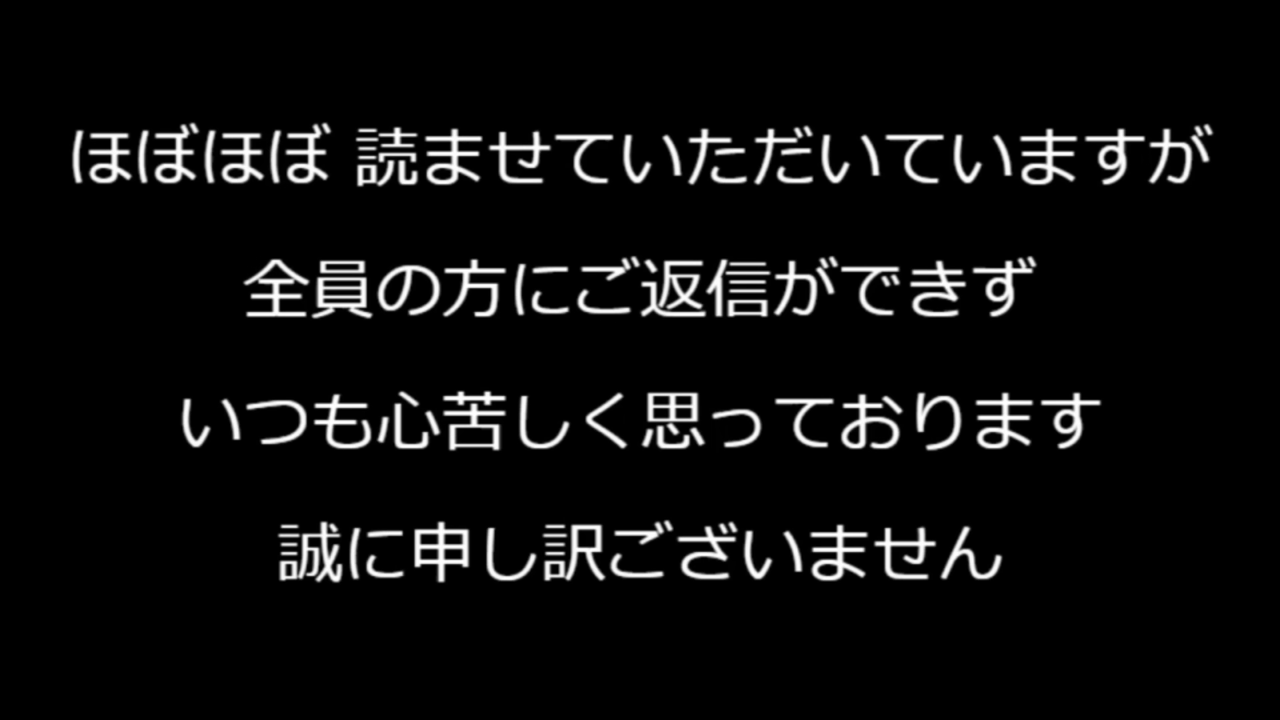 ほぼほぼ 読ませていただいていますが
全員の方にご返信ができず
いつも心苦しく思っております
誠に申し訳ございません